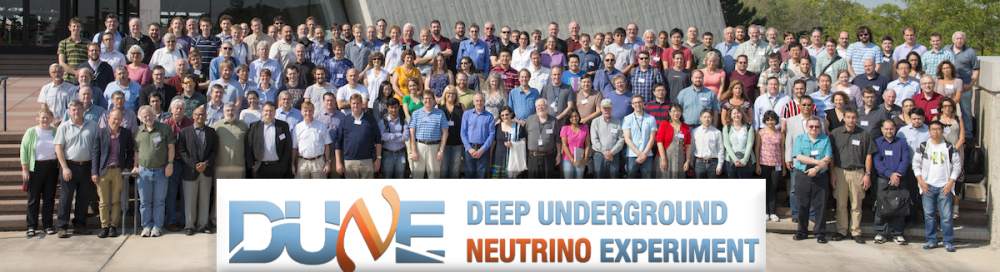 DUNE
DEEP UNDERGROUND
NEUTRINO EXPERIMENT